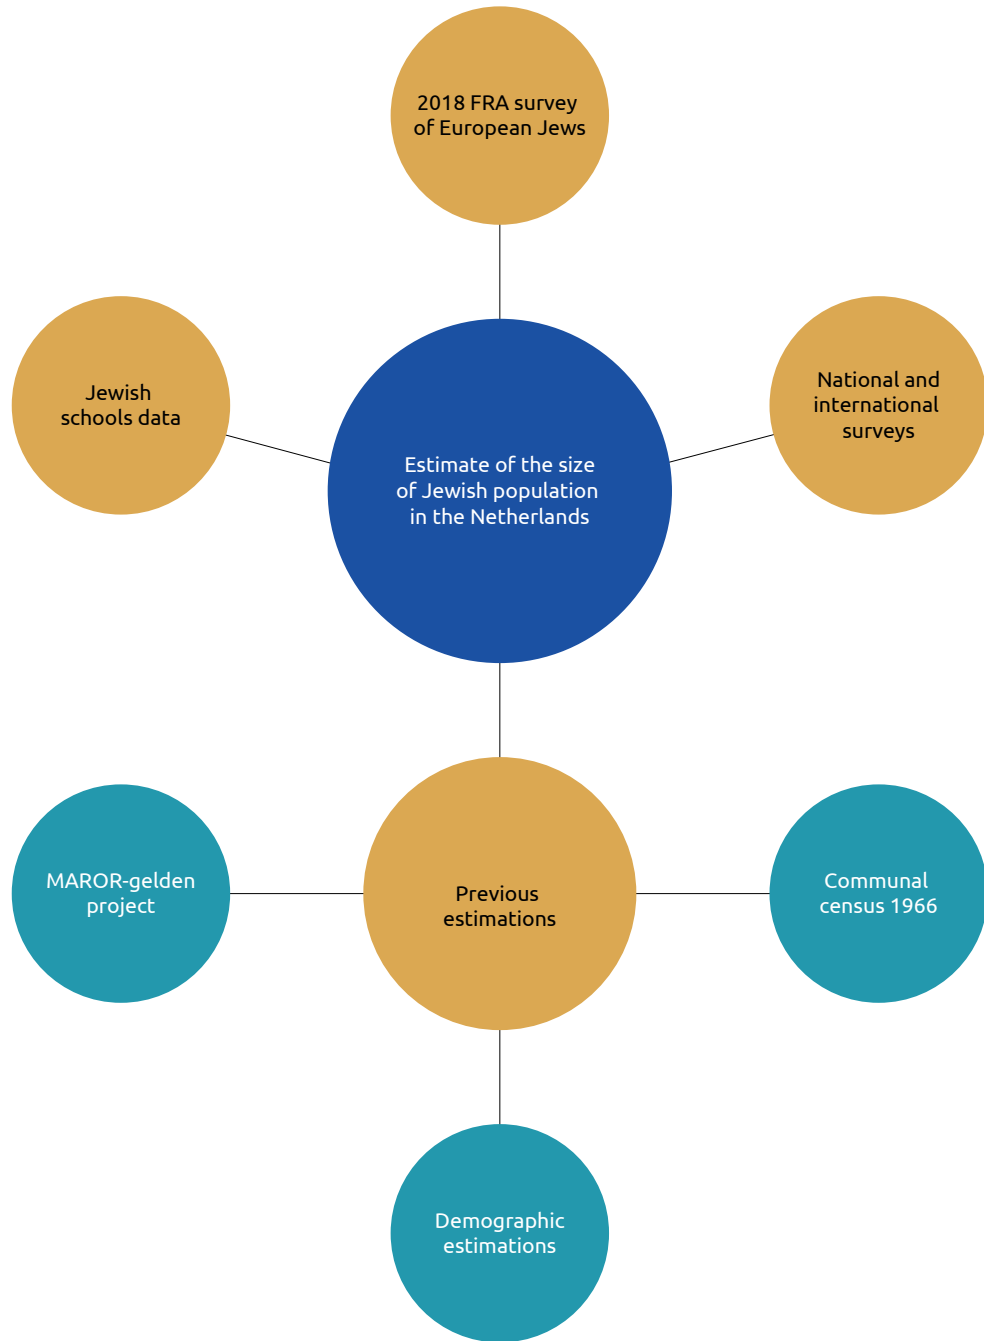 2018 FRA survey
of European Jews
Jewish
schools data
National and
international
surveys
Estimate of the size
of Jewish population
in the Netherlands
MAROR-gelden
project
Previous
estimations
Communal
census 1966
Demographic
estimations